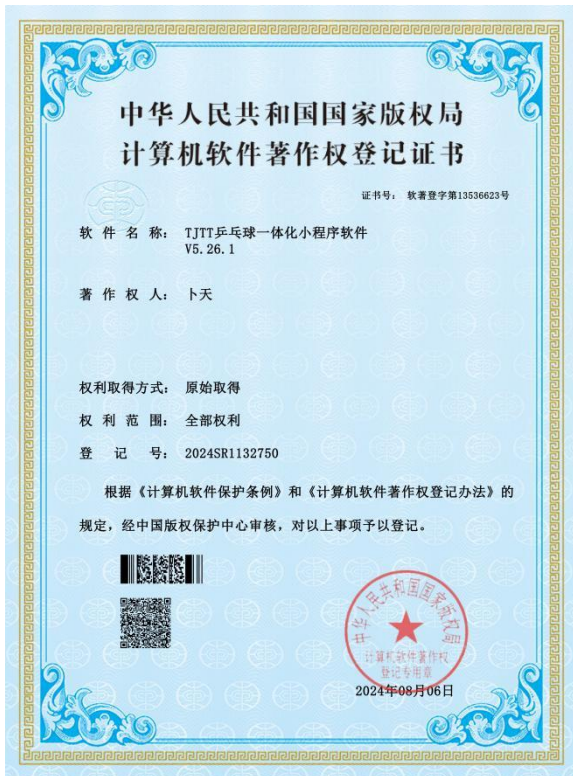 中华人民共和国国家版权局
计算机软件著作权登记证书
证书号： 软著登字第13536623号
软 件 名 称： TJTT乒乓球一体化小程序软件
V5.26.1
著 作 权 人： 卜天
权利取得方式： 原始取得
权 利 范 围： 全部权利
登 记 号： 2024SR1132750
根据《计算机软件保护条例》和《计算机软件著作权登记办法》的
规定，经中国版权保护中心审核，对以上事项予以登记。
中华人民共和国国家版权局
计算机软件著作权
登记专用章
2024年08月06日